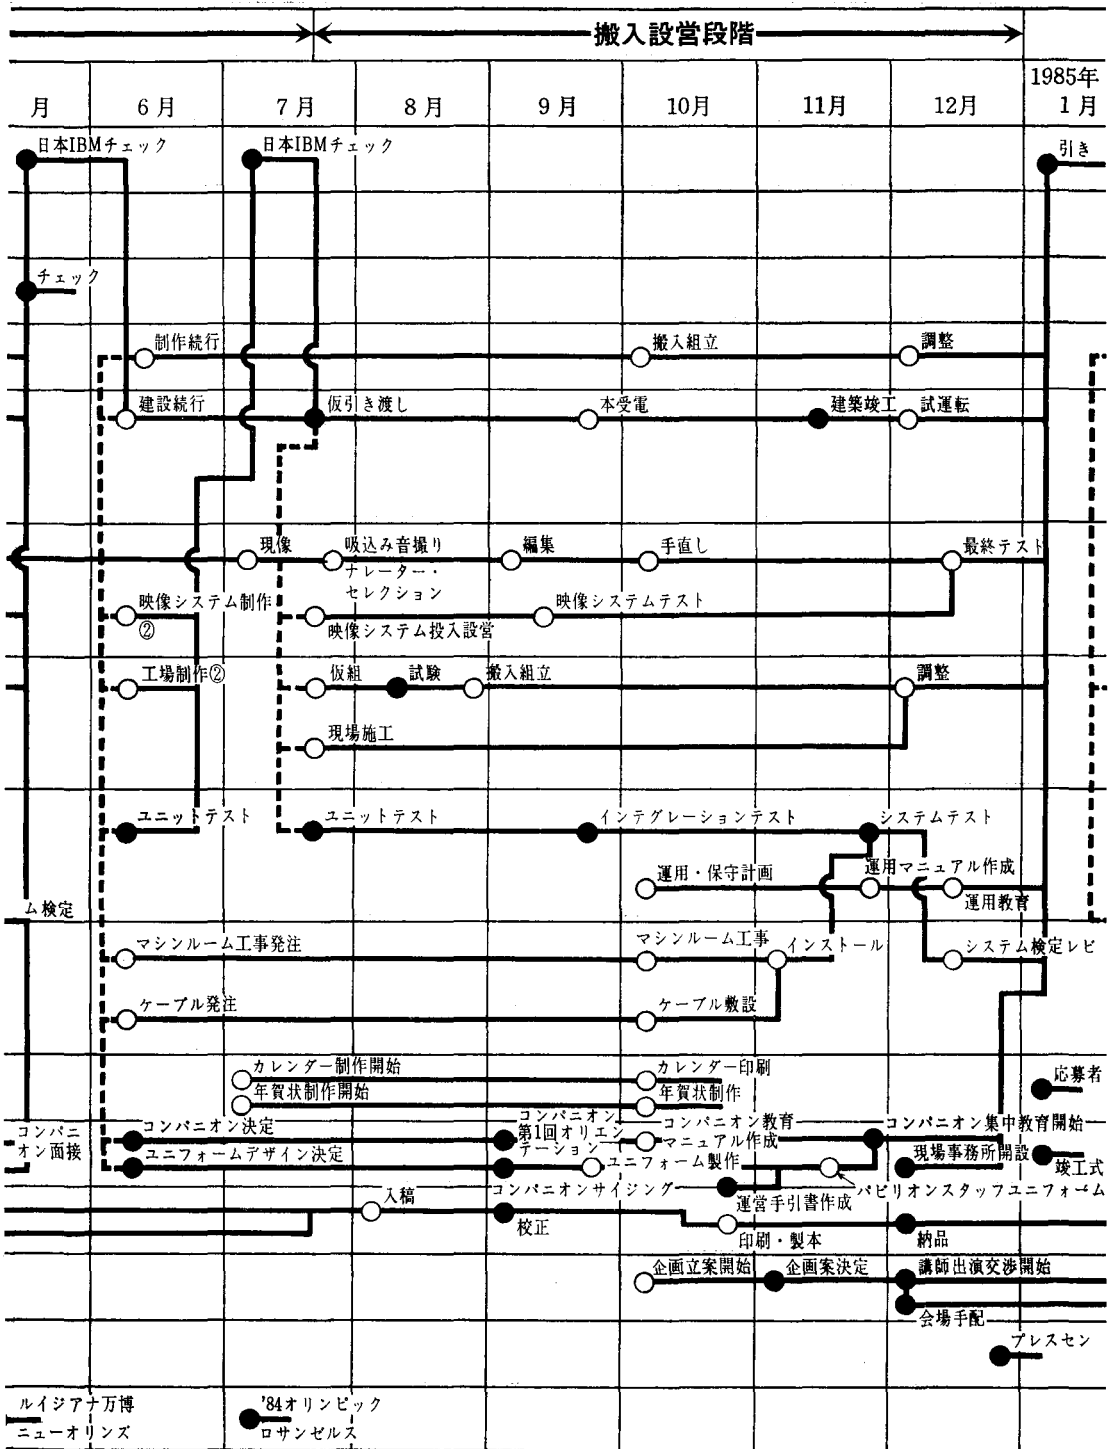 搬入設営段階
1985年
月 6月 7月 8月 9月 10月 11月 12月 1月
日本IBMチェック 日本IBMチェック 引き
チェック
制作続行 搬入組立 調整
建設続行 仮引き渡し 本受電 建築竣工 試運転
現像 吸込み音撮り 編集 手直し 最終テスト
ナレーター・
セレクション
映像システム制作 映像システムテスト
② 映像システム投入設営
工場制作② 仮組 試験 搬入組立 調整
現場施工
ユニットテスト ユニットテスト インテグレーションテスト システムテスト
運用・保守計画 運用マニュアル作成
運用教育
ム検定
マシンルーム工事発注 マシンルーム工事 インストール システム検定レビ
ケーブル発注 ケーブル敷設
カレンダー制作開始 カレンダー印刷
年賀状制作開始 年賀状制作 応募者
コンパニ
オン面接
コンパニオン決定
コンパニオン
第1回オリエン
テーション
コンパニオン教育
マニュアル作成
コンパニオン集中教育開始
ユニフォームデザイン決定 ユニフォーム製作 現場事務所開設 竣工式
コンパニオンサイジング パビリオンスタッフユニフォーム
運営手引書作成
入稿 校正 印刷・製本 納品
企画立案開始 企画案決定 講師出演交渉開始
会場手配
プレスセン
ルイジアナ万博
ニューオリンズ
'84オリンピック
ロサンゼルス